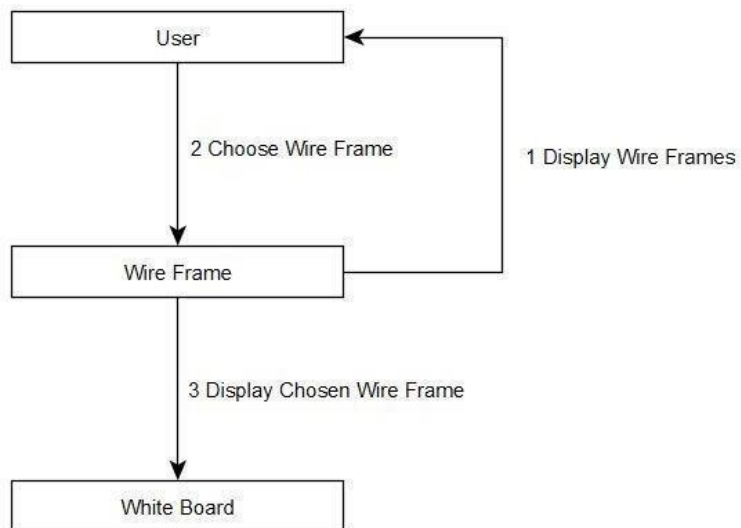 User
2 Choose Wire Frame
1 Display Wire Frames
Wire Frame
3 Display Chosen Wire Frame
White Board